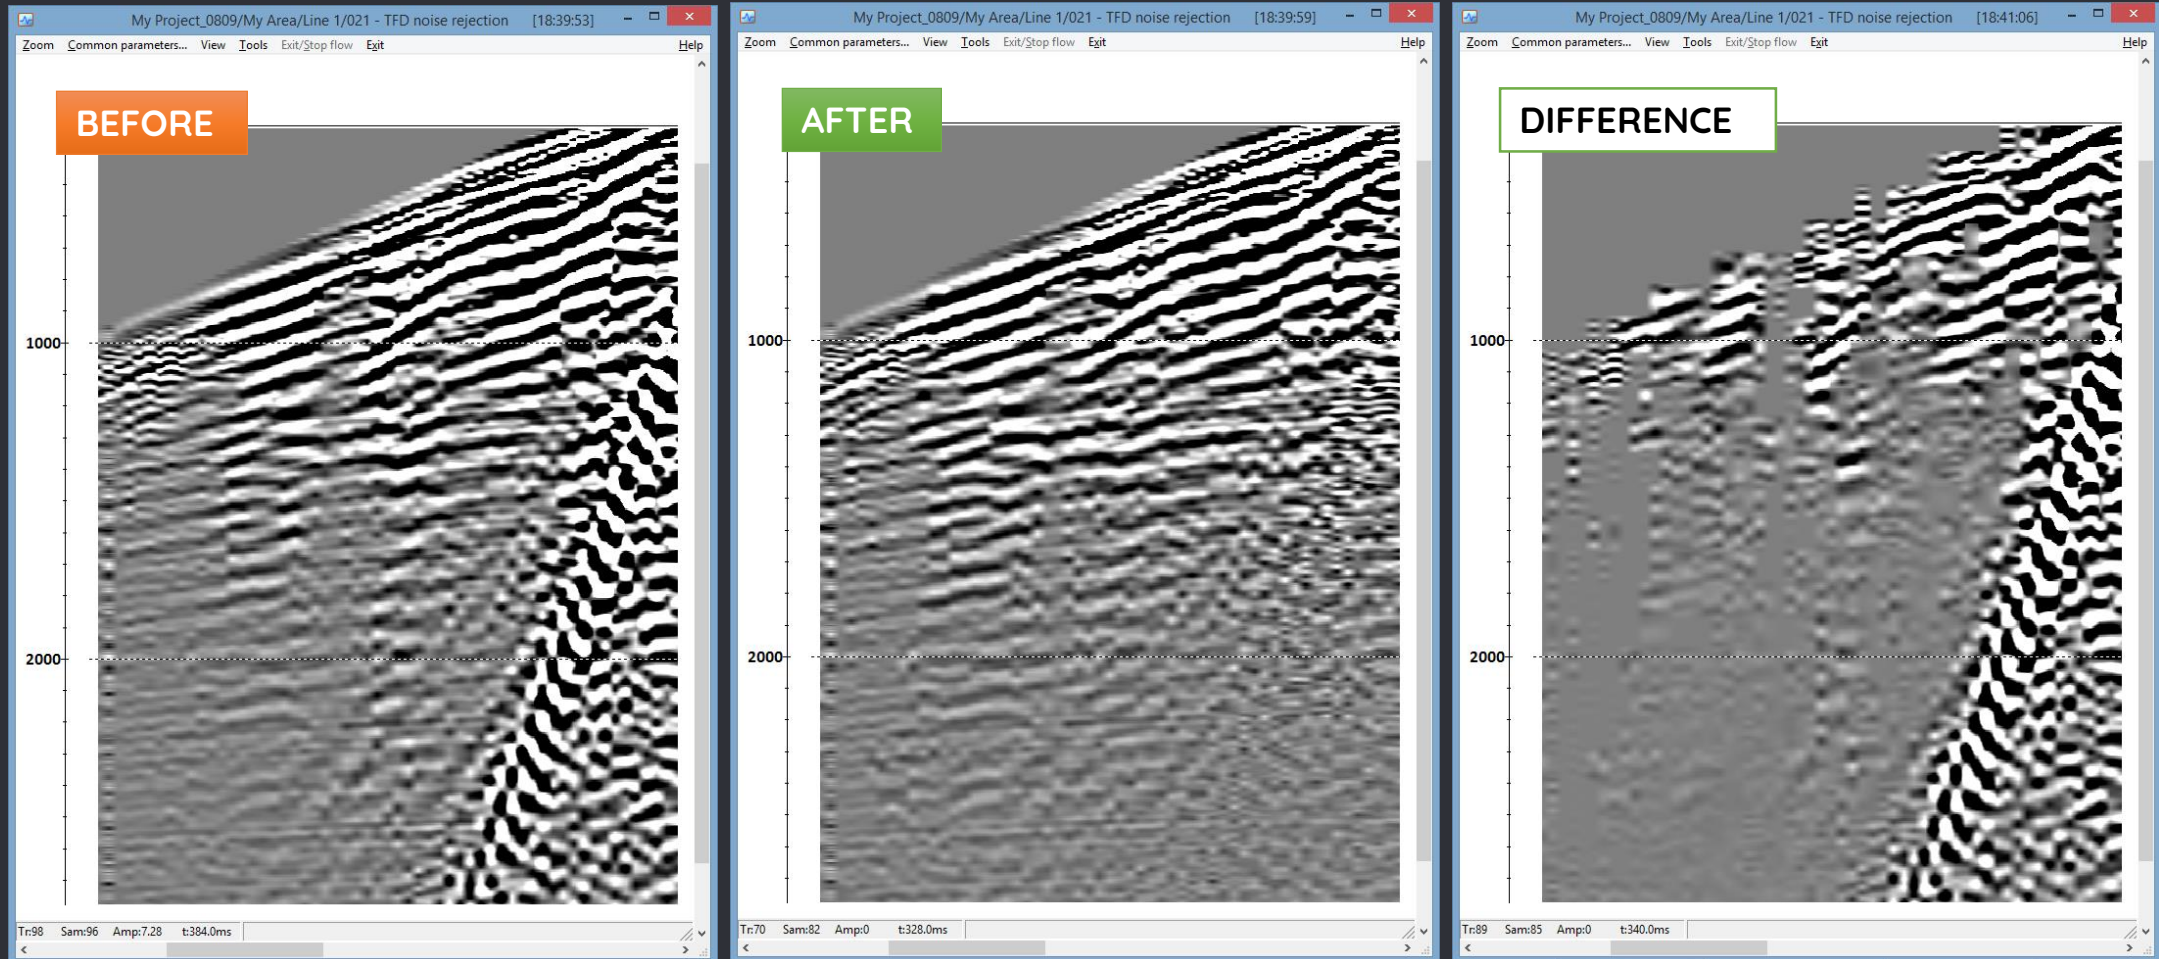 My Project_0809/My Area/Line 1/021 - TFD noise rejection [18:39:53]
Zoom Common parameters... View Tools Exit/Stop flow Exit Help
BEFORE
1000
2000
Tr:98 Sam:96 Amp:7.28 t:384.0ms
My Project_0809/My Area/Line 1/021 - TFD noise rejection [18:39:59]
Zoom Common parameters... View Tools Exit/Stop flow Exit Help
AFTER
1000
2000
Tr:70 Sam:82 Amp:0 t:328.0ms
My Project_0809/My Area/Line 1/021 - TFD noise rejection [18:41:06]
Zoom Common parameters... View Tools Exit/Stop flow Exit Help
DIFFERENCE
1000
2000
Tr:89 Sam:85 Amp:0 t:340.0ms